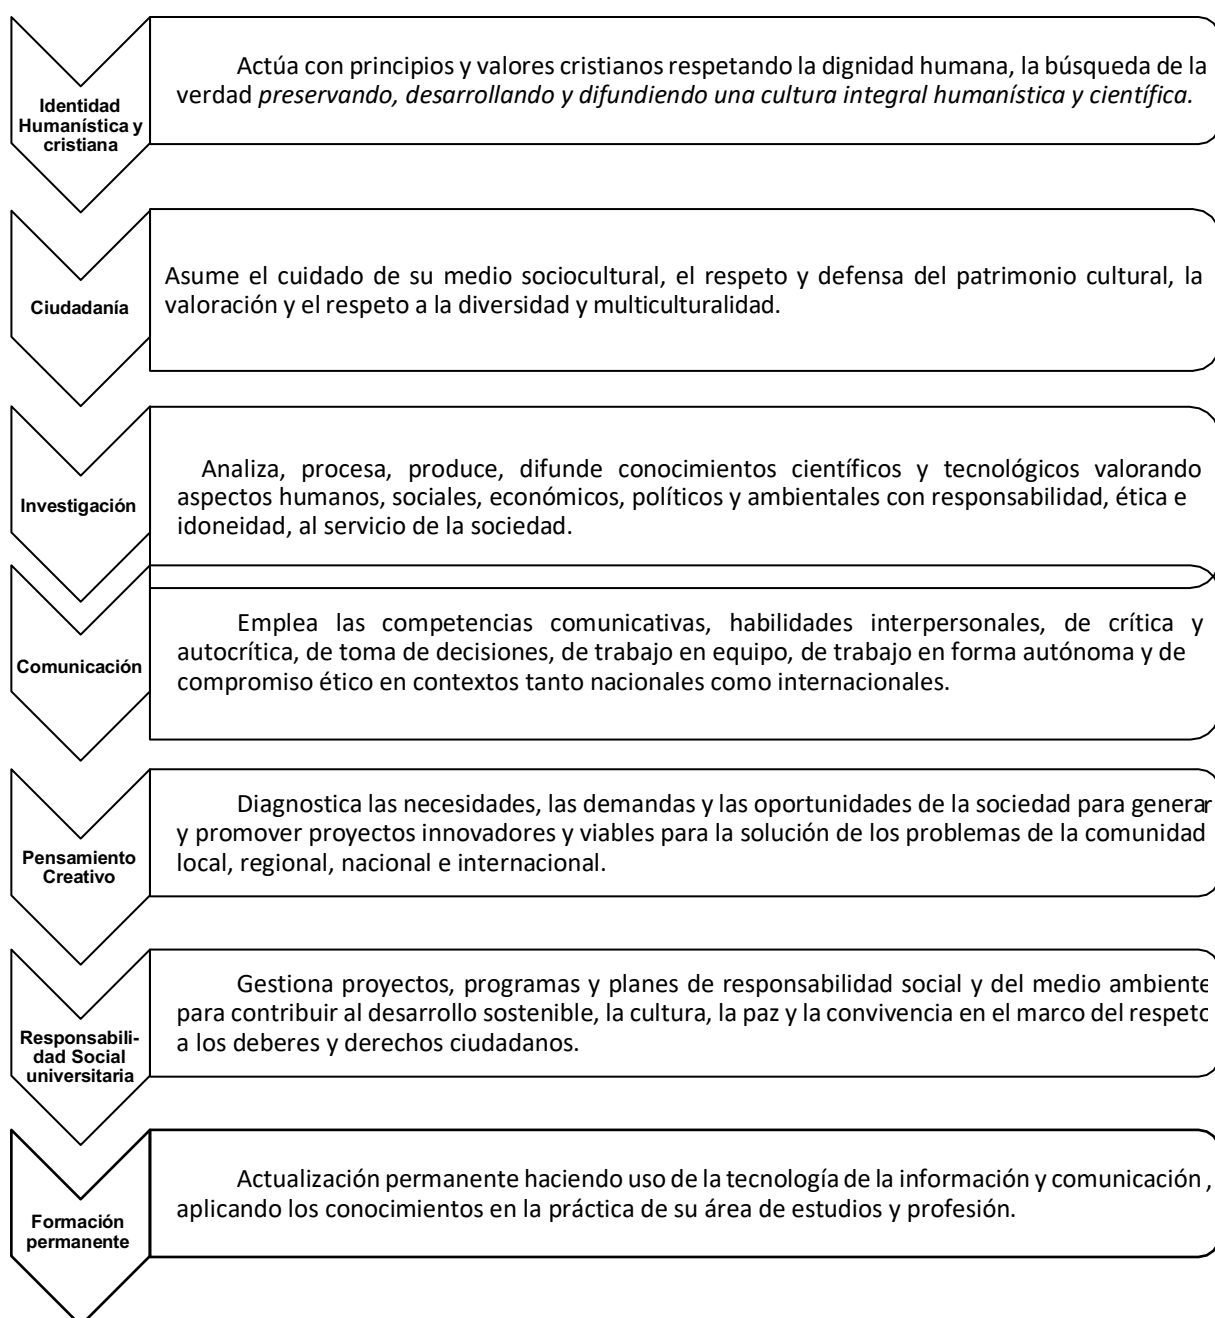 Identidad
Humanística y
cristiana
Actúa con principios y valores cristianos respetando la dignidad humana, la búsqueda de la
verdad preservando, desarrollando y difundiendo una cultura integral humanística y científica.
Ciudadanía
Asume el cuidado de su medio sociocultural, el respeto y defensa del patrimonio cultural, la
valoración y el respeto a la diversidad y multiculturalidad.
Investigación
Analiza, procesa, produce, difunde conocimientos científicos y tecnológicos valorando
aspectos humanos, sociales, económicos, políticos y ambientales con responsabilidad, ética e
idoneidad, al servicio de la sociedad.
Comunicación
Emplea las competencias comunicativas, habilidades interpersonales, de crítica y
autocrítica, de toma de decisiones, de trabajo en equipo, de trabajo en forma autónoma y de
compromiso ético en contextos tanto nacionales como internacionales.
Pensamiento
Creativo
Diagnostica las necesidades, las demandas y las oportunidades de la sociedad para generar
y promover proyectos innovadores y viables para la solución de los problemas de la comunidad
local, regional, nacional e internacional.
Responsabili-
dad Social
universitaria
Gestiona proyectos, programas y planes de responsabilidad social y del medio ambiente
para contribuir al desarrollo sostenible, la cultura, la paz y la convivencia en el marco del respeto
a los deberes y derechos ciudadanos.
Formación
permanente
Actualización permanente haciendo uso de la tecnología de la información y comunicación ,
aplicando los conocimientos en la práctica de su área de estudios y profesión.